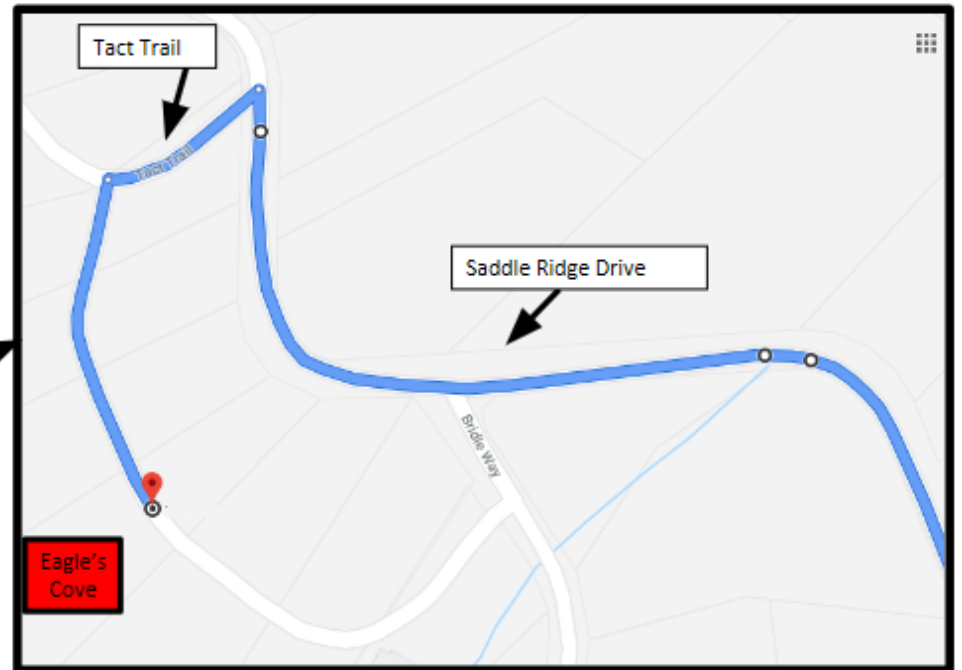 Tact Trail
Tact Trail
Saddle Ridge Drive
Bridle Way
Eagle's
Cove